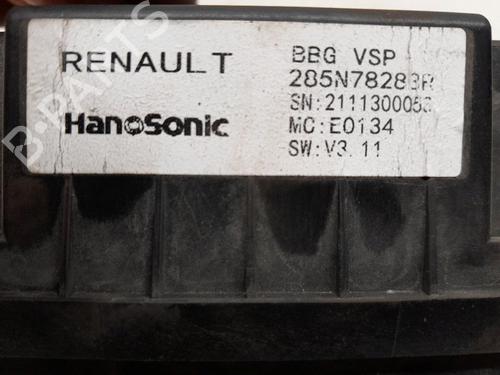 RENAULT
HanoSonic
BBG VSP
285N78283R
SN:2111300053
MC:E0134
SW:V3.11
B-PARTS